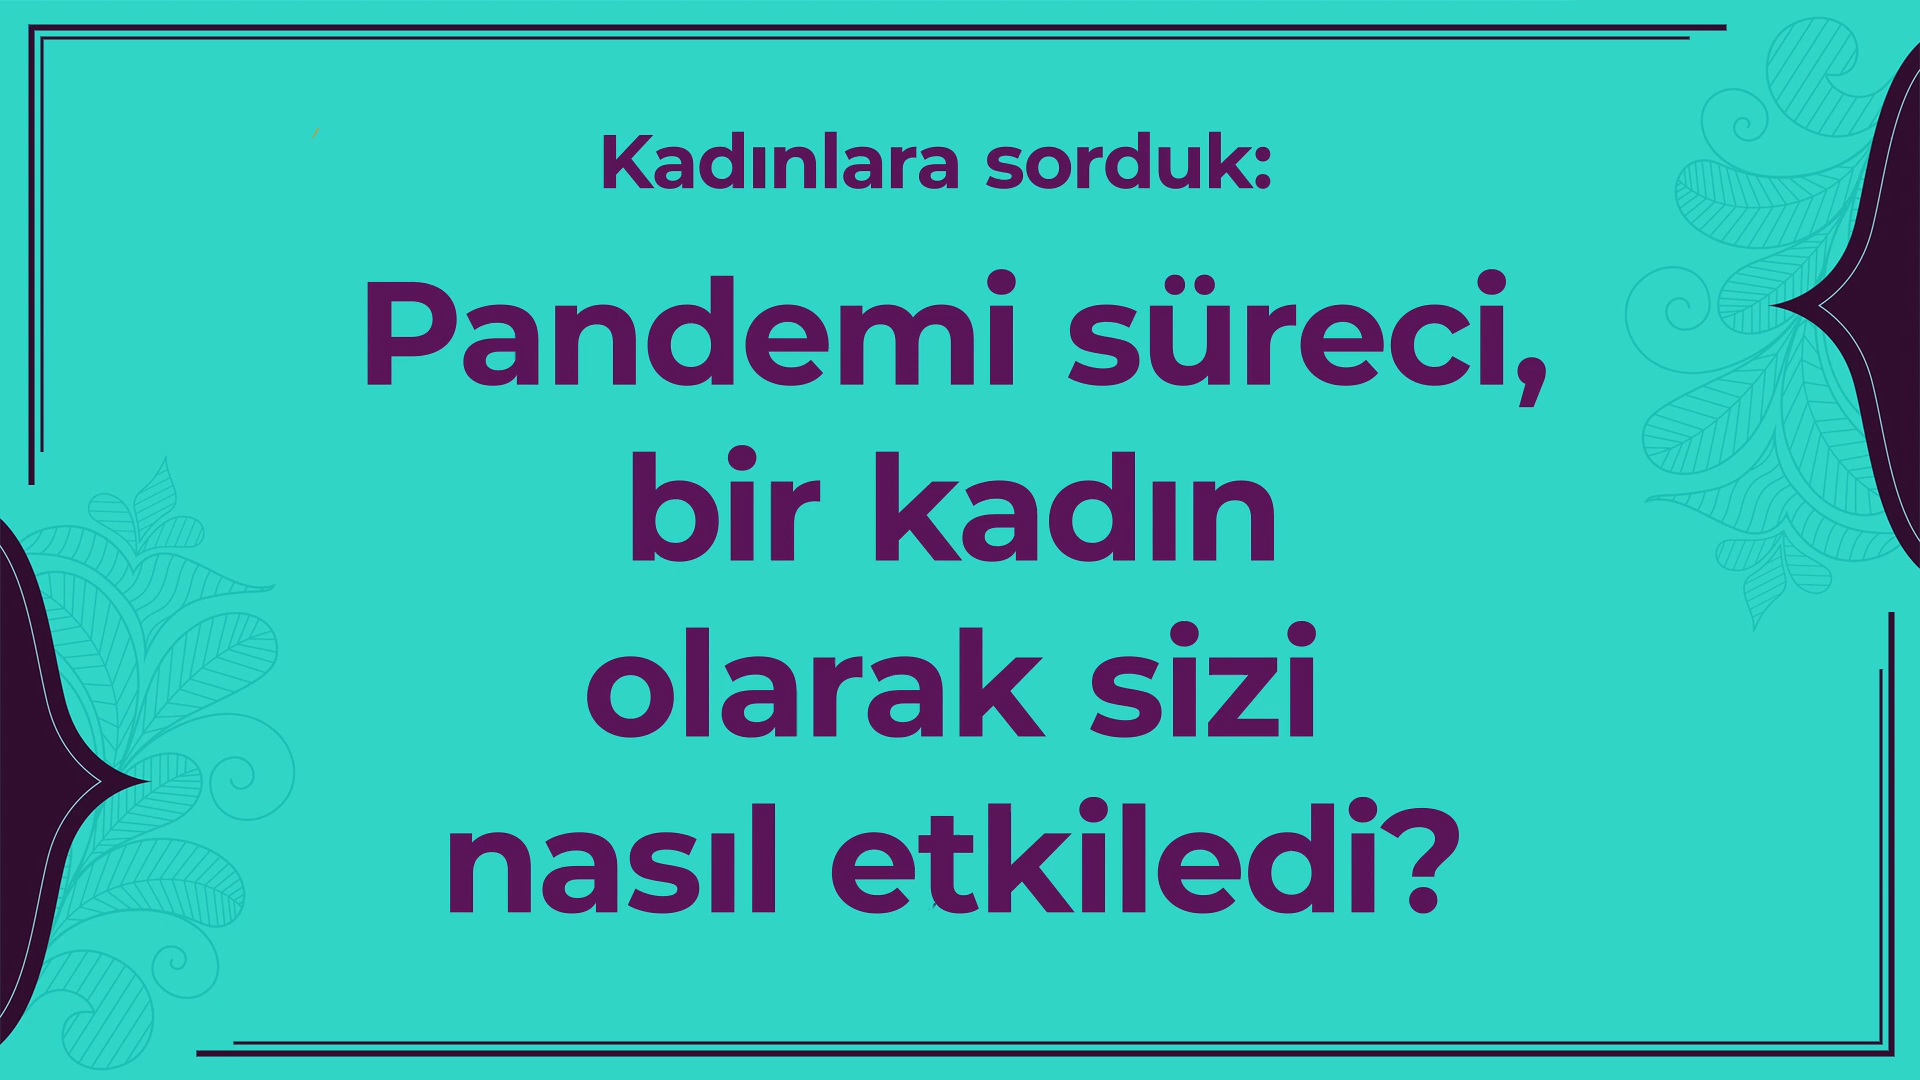 Kadınlara sorduk:
Pandemi süreci,
bir kadın
olarak sizi
nasıl etkiledi?